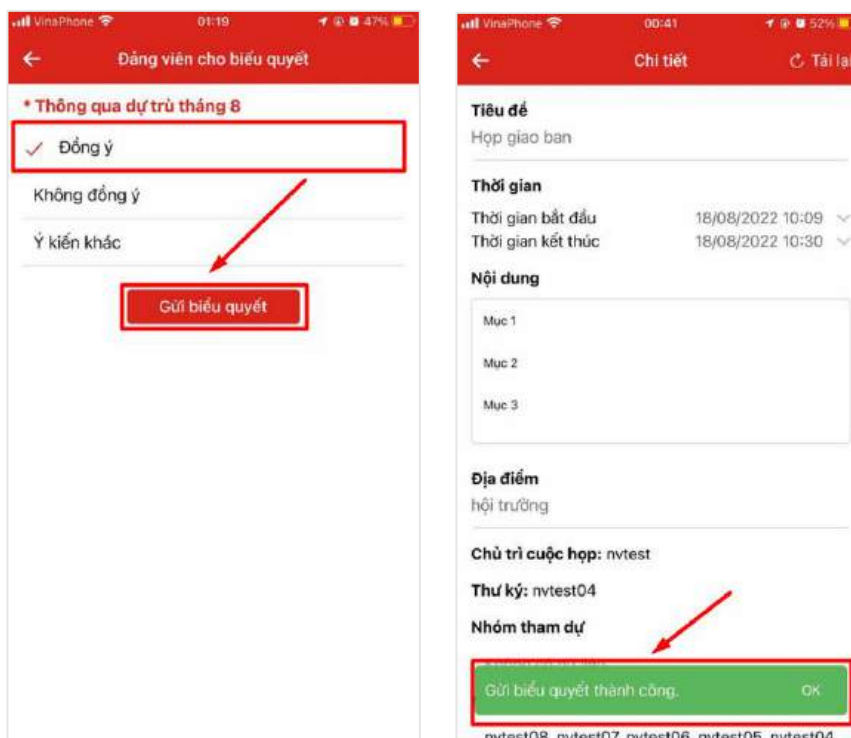 VinaPhone 01:19 47%
Đảng viên cho biểu quyết
* Thông qua dự trù tháng 8
Đồng ý
Không đồng ý
Ý kiến khác
Gửi biểu quyết
VinaPhone 00:41 52%
Chi tiết Tải lại
Tiêu đề
Họp giao ban
Thời gian
Thời gian bắt đầu 18/08/2022 10:09
Thời gian kết thúc 18/08/2022 10:30
Nội dung
Mục 1
Mục 2
Mục 3
Địa điểm
hội trường
Chủ trì cuộc họp: nvtest
Thư ký: nvtest04
Nhóm tham dự
Gửi biểu quyết thành công. OK
nvtest08, nvtest07, nvtest06, nvtest05, nvtest04